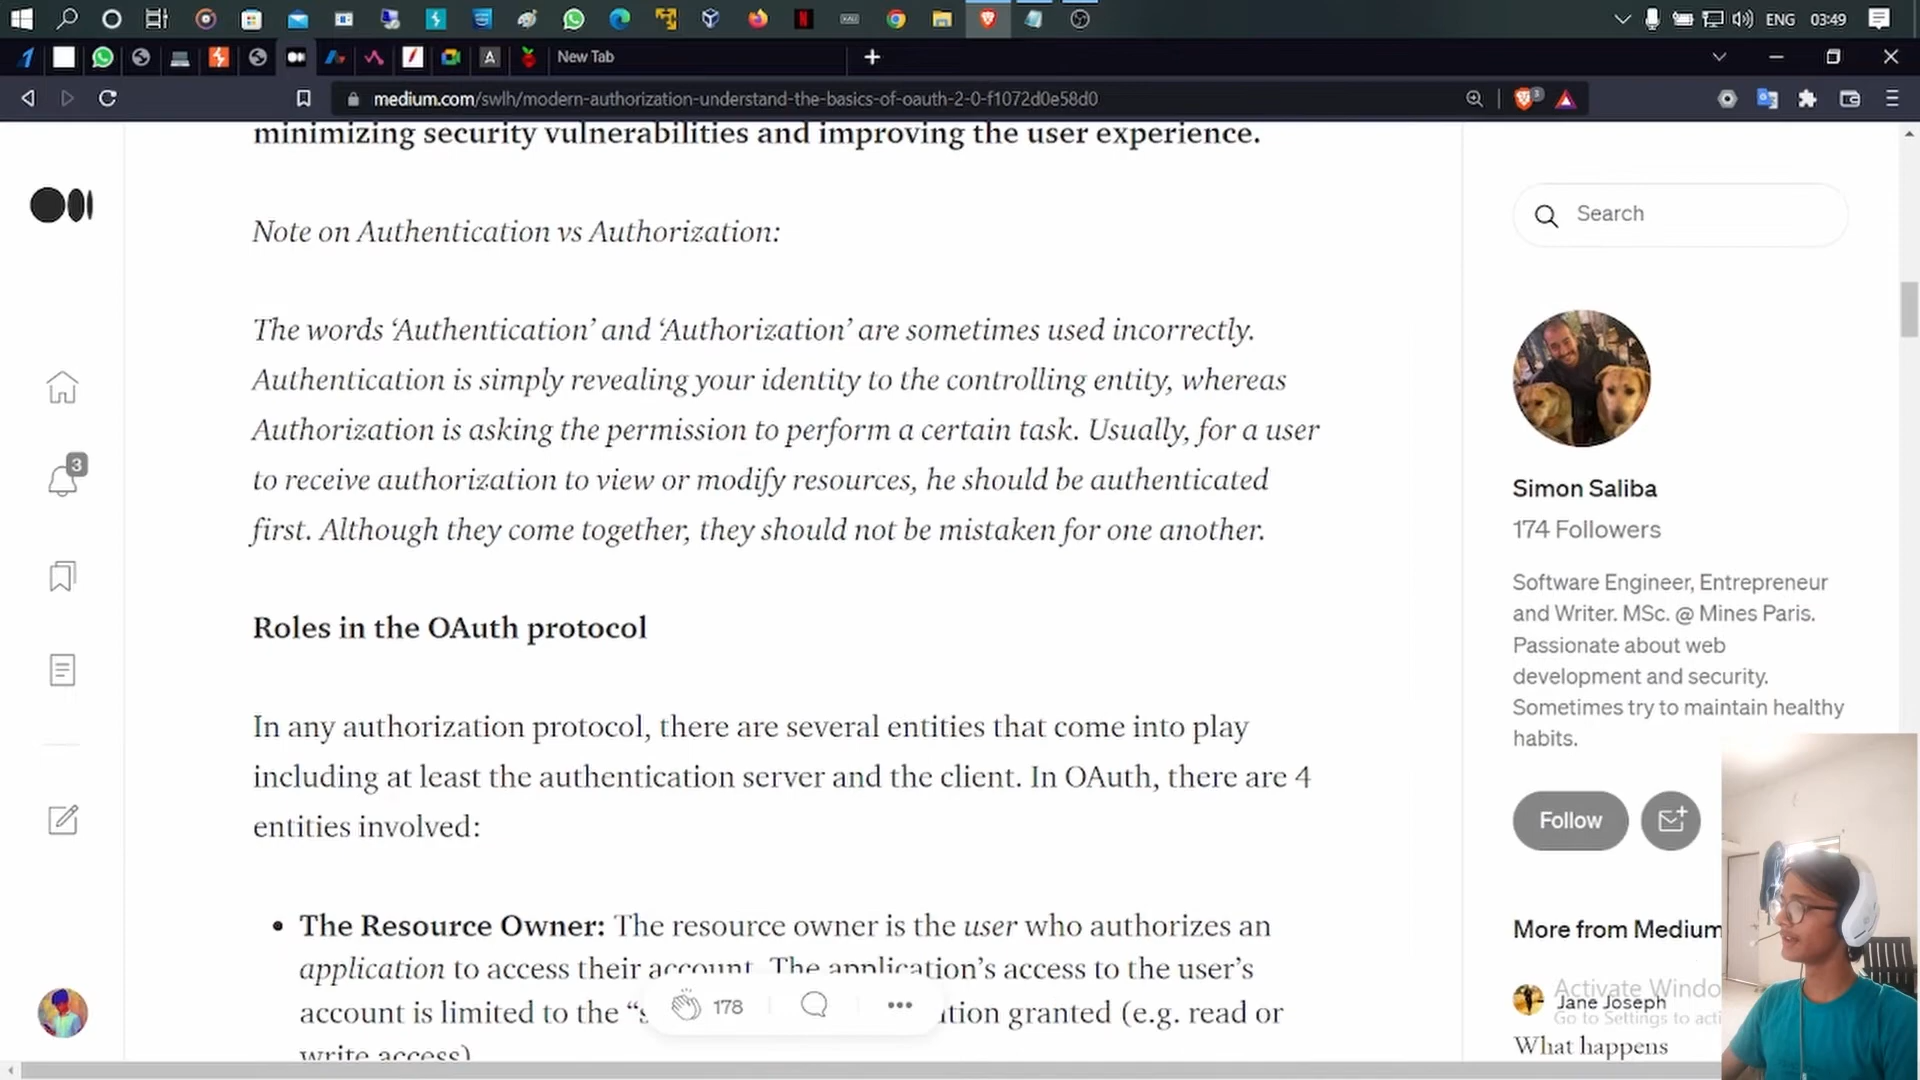 ENG
03:49
New Tab
medium.com/swlh/modern-authorization-understand-the-basics-of-oauth-2-0-f1072d0e58d0
3
minimizing security vulnerabilities and improving the user experience.
Note on Authentication vs Authorization:
The words ‘Authentication’ and ‘Authorization’ are sometimes used incorrectly.
Authentication is simply revealing your identity to the controlling entity, whereas
Authorization is asking the permission to perform a certain task. Usually, for a user
to receive authorization to view or modify resources, he should be authenticated
first. Although they come together, they should not be mistaken for one another.
Roles in the OAuth protocol
In any authorization protocol, there are several entities that come into play
including at least the authentication server and the client. In OAuth, there are 4
entities involved:
• The Resource Owner: The resource owner is the user who authorizes an
application to access their account. The application’s access to the user’s
account is limited to the “s
tion granted (e.g. read or
write access)
178
3
Search
Simon Saliba
174 Followers
Software Engineer, Entrepreneur
and Writer. MSc. @ Mines Paris.
Passionate about web
development and security.
Sometimes try to maintain healthy
habits.
Follow
More from Medium
Activate Windo
Jane Joseph
Go to Settings to acti
What happens